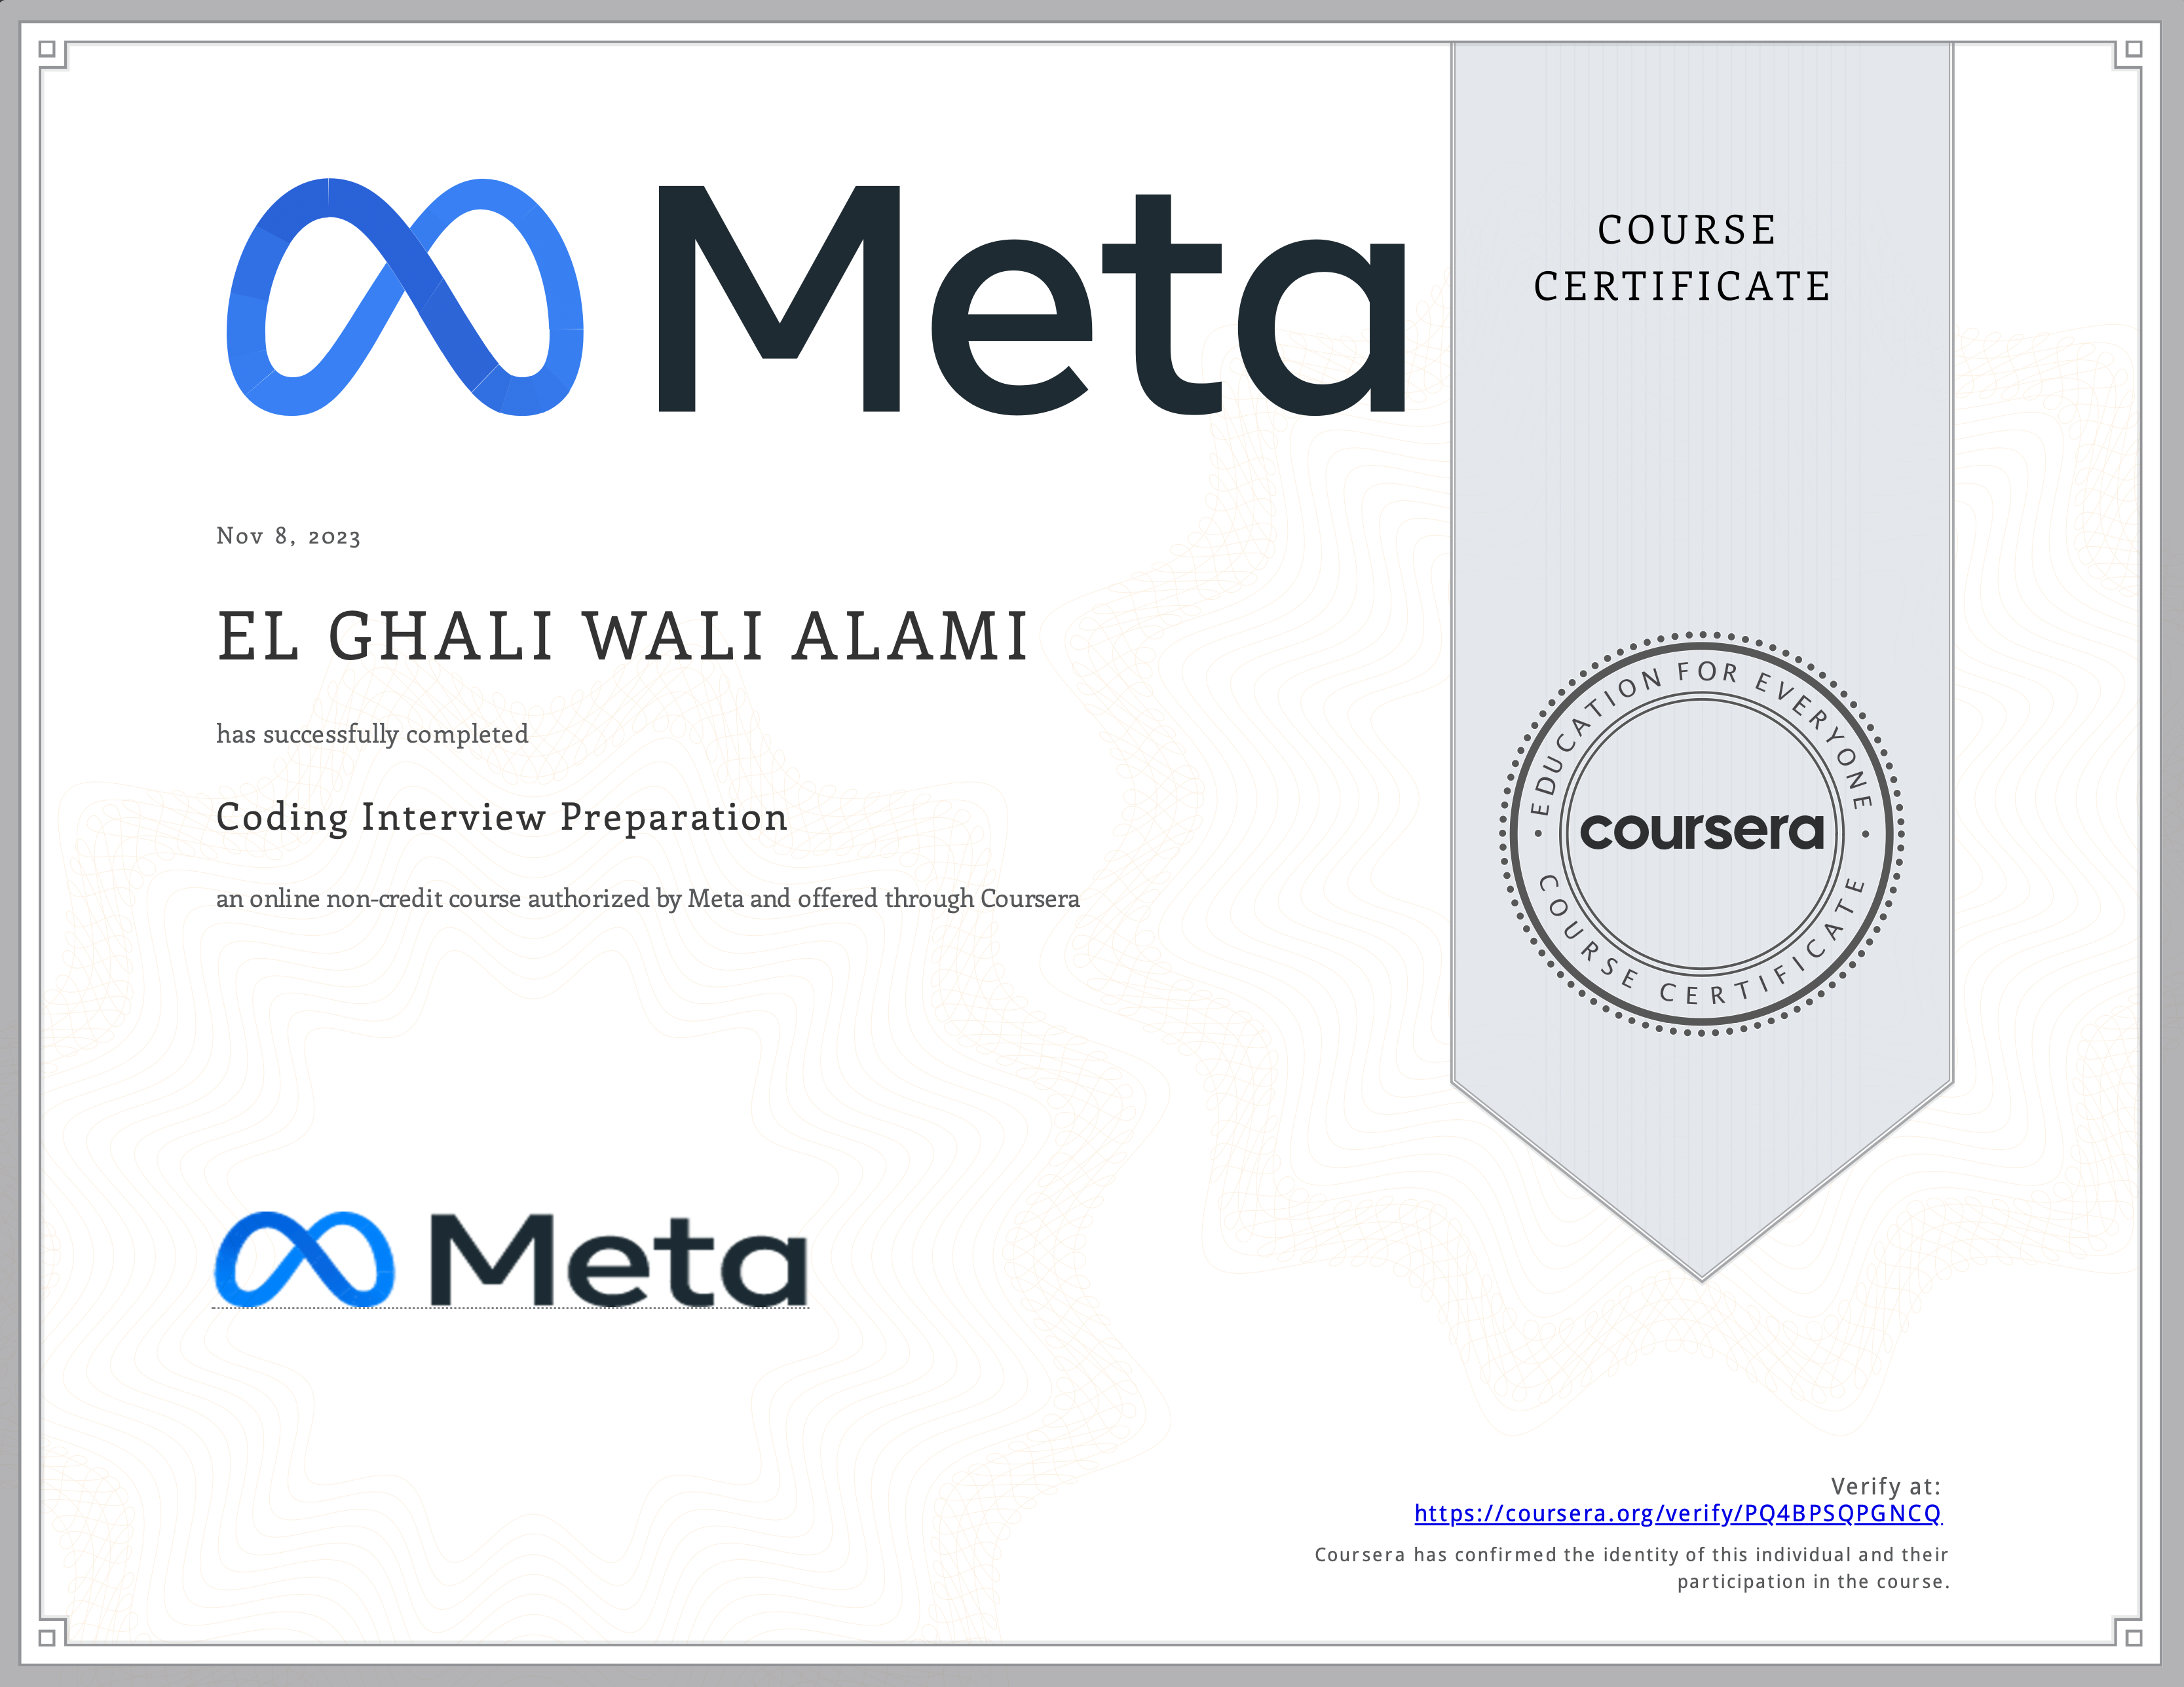 Meta
COURSE
CERTIFICATE
Nov 8, 2023
EL GHALI WALI ALAMI
has successfully completed
Coding Interview Preparation
an online non-credit course authorized by Meta and offered through Coursera
EDUCATION FOR EVERYONE
coursera
COURSE CERTIFICATE
Meta
Verify at:
https://coursera.org/verify/PQ4BPSQPGNCQ
Coursera has confirmed the identity of this individual and their
participation in the course.